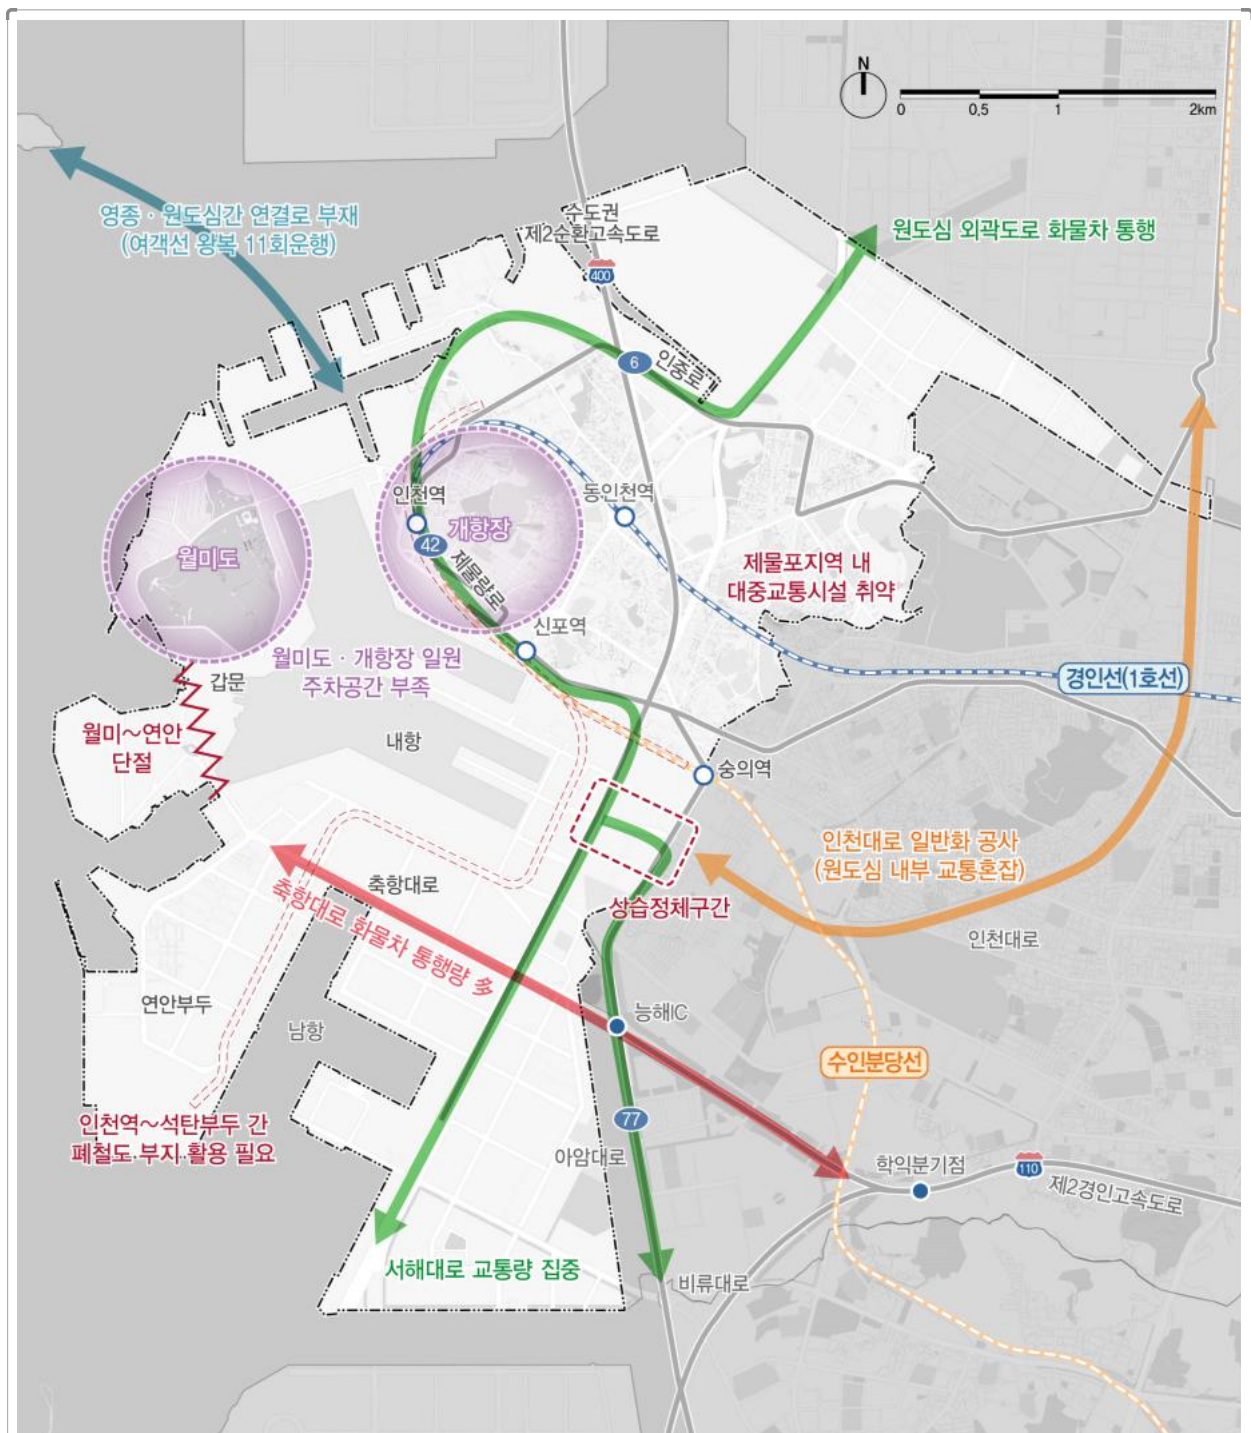 N
0 0.5 1 2km
영종 · 원도심간 연결로 부재
(여객선 왕복 11회운행)
수도권
제2순환고속도로
400
원도심 외곽도로 화물차 통행
6
인중로
인천역
동인천역
개항장
42
제물량로
월미도
제물포지역 내
대중교통시설 취약
신포역
월미도 · 개항장 일원
주차공간 부족
갑문
경인선(1호선)
월미~연안
단절
내항
숭의역
인천대로 일반화 공사
(원도심 내부 교통혼잡)
축항대로
축항대로 화물차 통행량 多
상습정체구간
인천대로
연안부두
남항
능해IC
수인분당선
인천역~석탄부두 간
폐철도 부지 활용 필요
77
아암대로
학익분기점
110
제2경인고속도로
서해대로 교통량 집중
비류대로